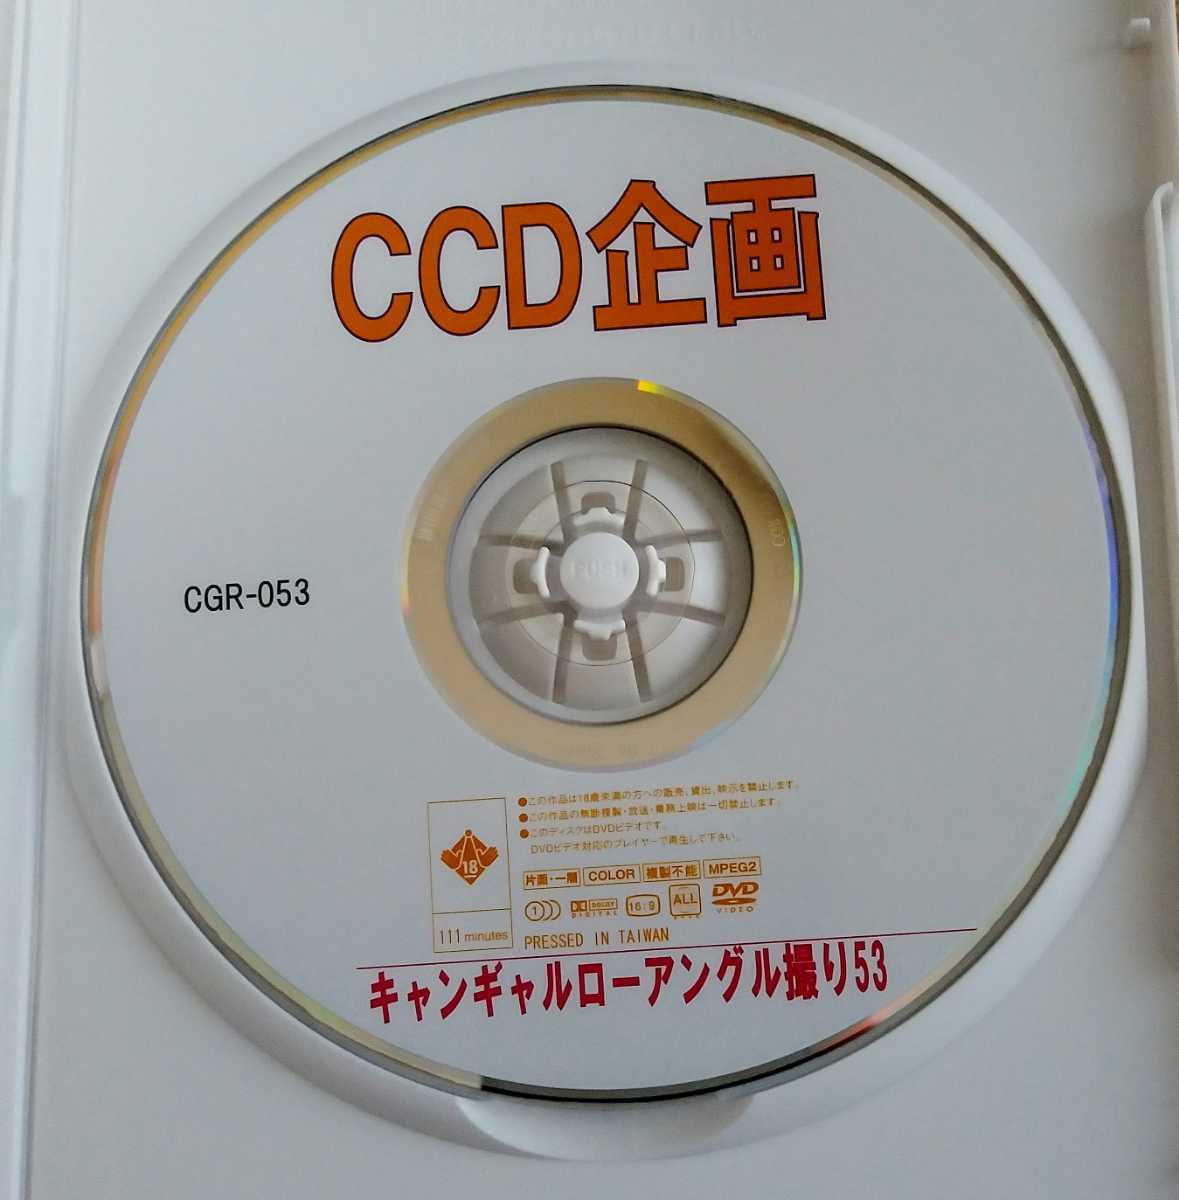 CCD企画
CGR-053
PUSH
●この作品は18歳未満の方への販売、貸出、映示を禁止します。
●この作品の無断複製・放送・業務上映は一切禁止します。
●このディスクはDVDビデオです。
DVDビデオ対応のプレイヤーで再生して下さい。
18
片面・一層 COLOR 複製不能 MPEG2
1 DOLBY DIGITAL 16:9 ALL DVD VIDEO
111 minutes
PRESSED IN TAIWAN
キャンギャルローアングル撮り53